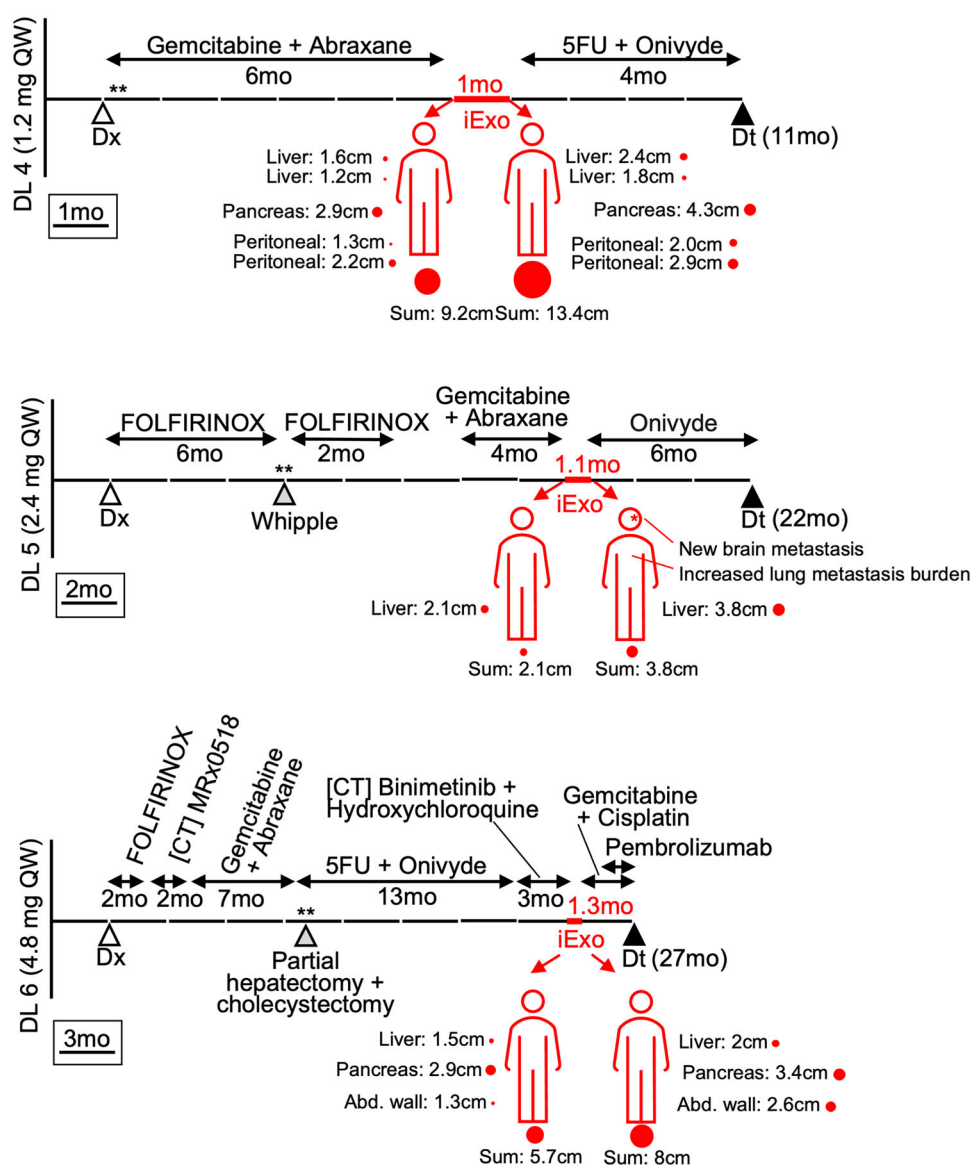 DL 4 (1.2 mg QW)
1mo
Gemcitabine + Abraxane
6mo
5FU + Onivyde
4mo
**
1mo
iExo
Dx
Dt (11mo)
Liver: 1.6cm
Liver: 1.2cm
Pancreas: 2.9cm
Peritoneal: 1.3cm
Peritoneal: 2.2cm
Sum: 9.2cm
Liver: 2.4cm
Liver: 1.8cm
Pancreas: 4.3cm
Peritoneal: 2.0cm
Peritoneal: 2.9cm
Sum: 13.4cm
DL 5 (2.4 mg QW)
2mo
FOLFIRINOX
6mo
FOLFIRINOX
2mo
Gemcitabine
+ Abraxane
4mo
Onivyde
6mo
**
1.1mo
iExo
Dx
Whipple
Dt (22mo)
*
New brain metastasis
Increased lung metastasis burden
Liver: 2.1cm
Sum: 2.1cm
Liver: 3.8cm
Sum: 3.8cm
DL 6 (4.8 mg QW)
3mo
FOLFIRINOX
2mo
[CT] MRx0518
2mo
Gemcitabine
+ Abraxane
7mo
5FU + Onivyde
13mo
[CT] Binimetinib +
Hydroxychloroquine
3mo
Gemcitabine
+ Cisplatin
Pembrolizumab
**
1.3mo
iExo
Dx
Partial
hepatectomy +
cholecystectomy
Dt (27mo)
Liver: 1.5cm
Pancreas: 2.9cm
Abd. wall: 1.3cm
Sum: 5.7cm
Liver: 2cm
Pancreas: 3.4cm
Abd. wall: 2.6cm
Sum: 8cm